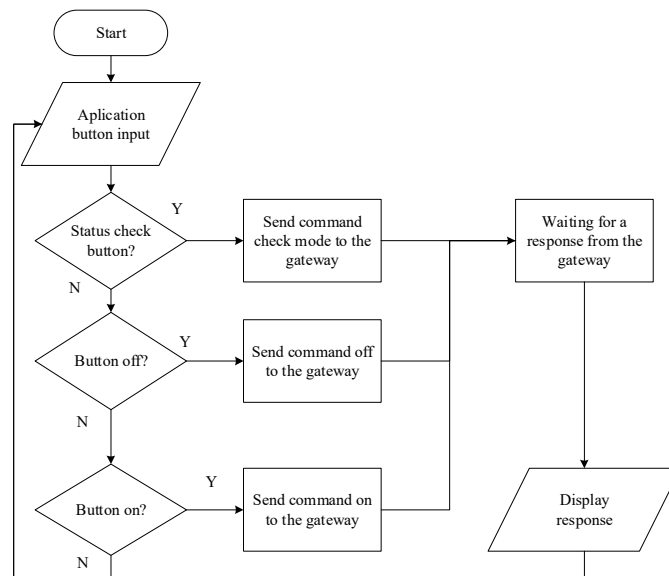 Start
Aplication
button input
Status check
button?
Y
Send command
check mode to the
gateway
Waiting for a
response from the
gateway
N
Button off?
Y
Send command off
to the gateway
N
Button on?
Y
Send command on
to the gateway
Display
response
N